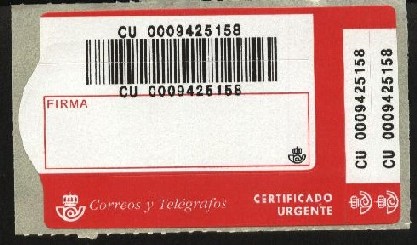 CU 0009425158
CU 0009425158
FIRMA
Correos y Telégrafos
CERTIFICADO
URGENTE
CU 0009425158
CU 0009425158